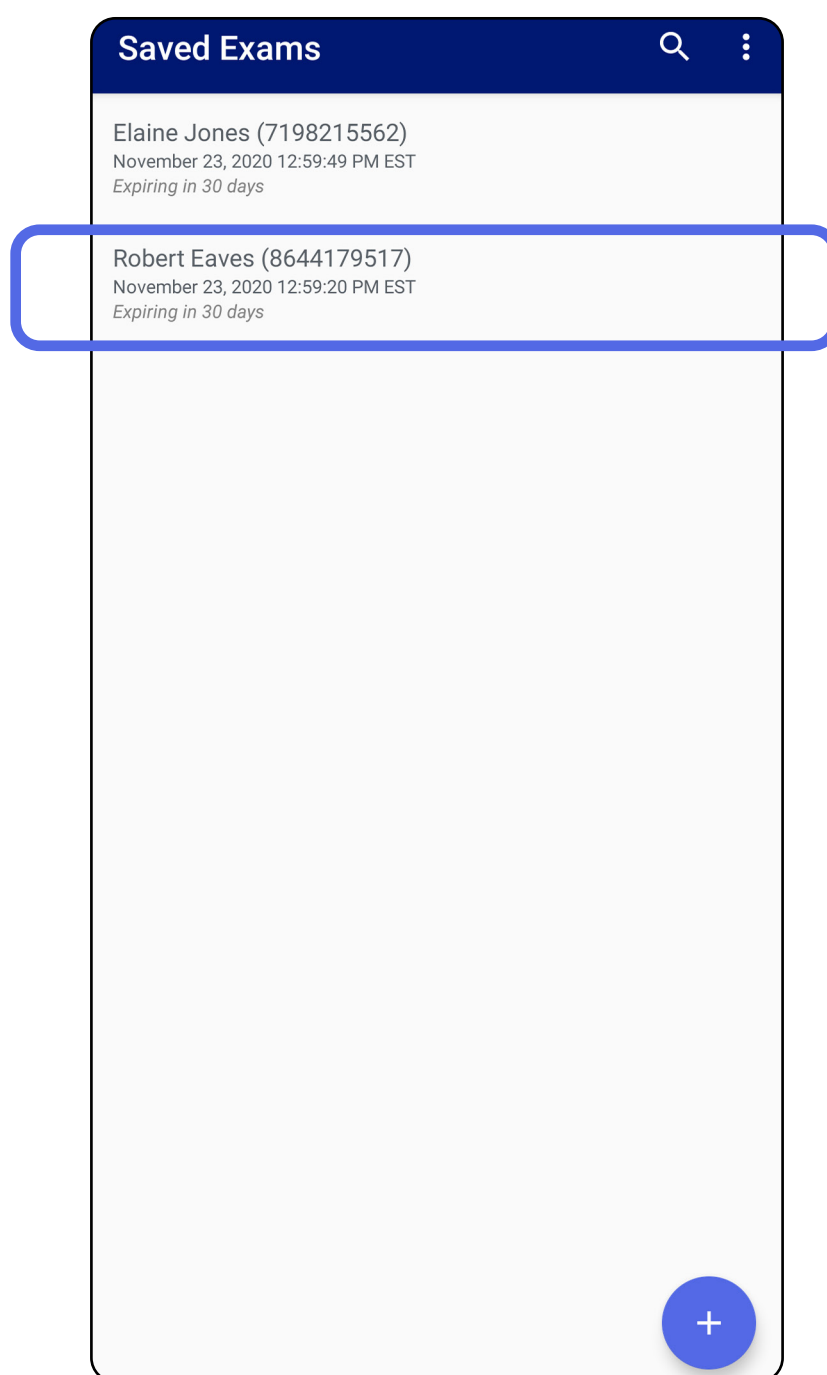 Saved Exams
Elaine Jones (7198215562)
November 23, 2020 12:59:49 PM EST
Expiring in 30 days
Robert Eaves (8644179517)
November 23, 2020 12:59:20 PM EST
Expiring in 30 days